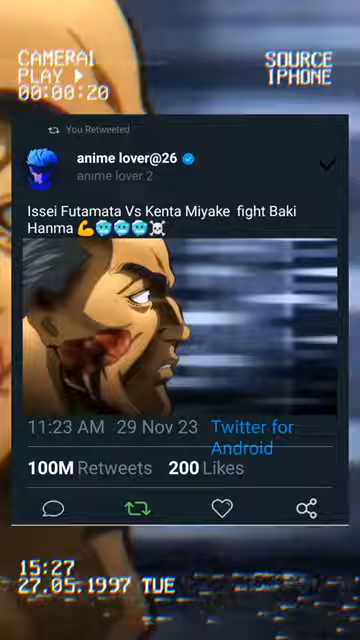 CAMERA1
PLAY
00:00:20
SOURCE
IPHONE
You Retweeted
anime lover@26
anime lover.2
Issei Futamata Vs Kenta Miyake fight Baki
Hanma 💪🥶🥶🥶☠️
11:23 AM 29 Nov 23 Twitter for
Android
100M Retweets 200 Likes
15:27
27.05.1997 TUE